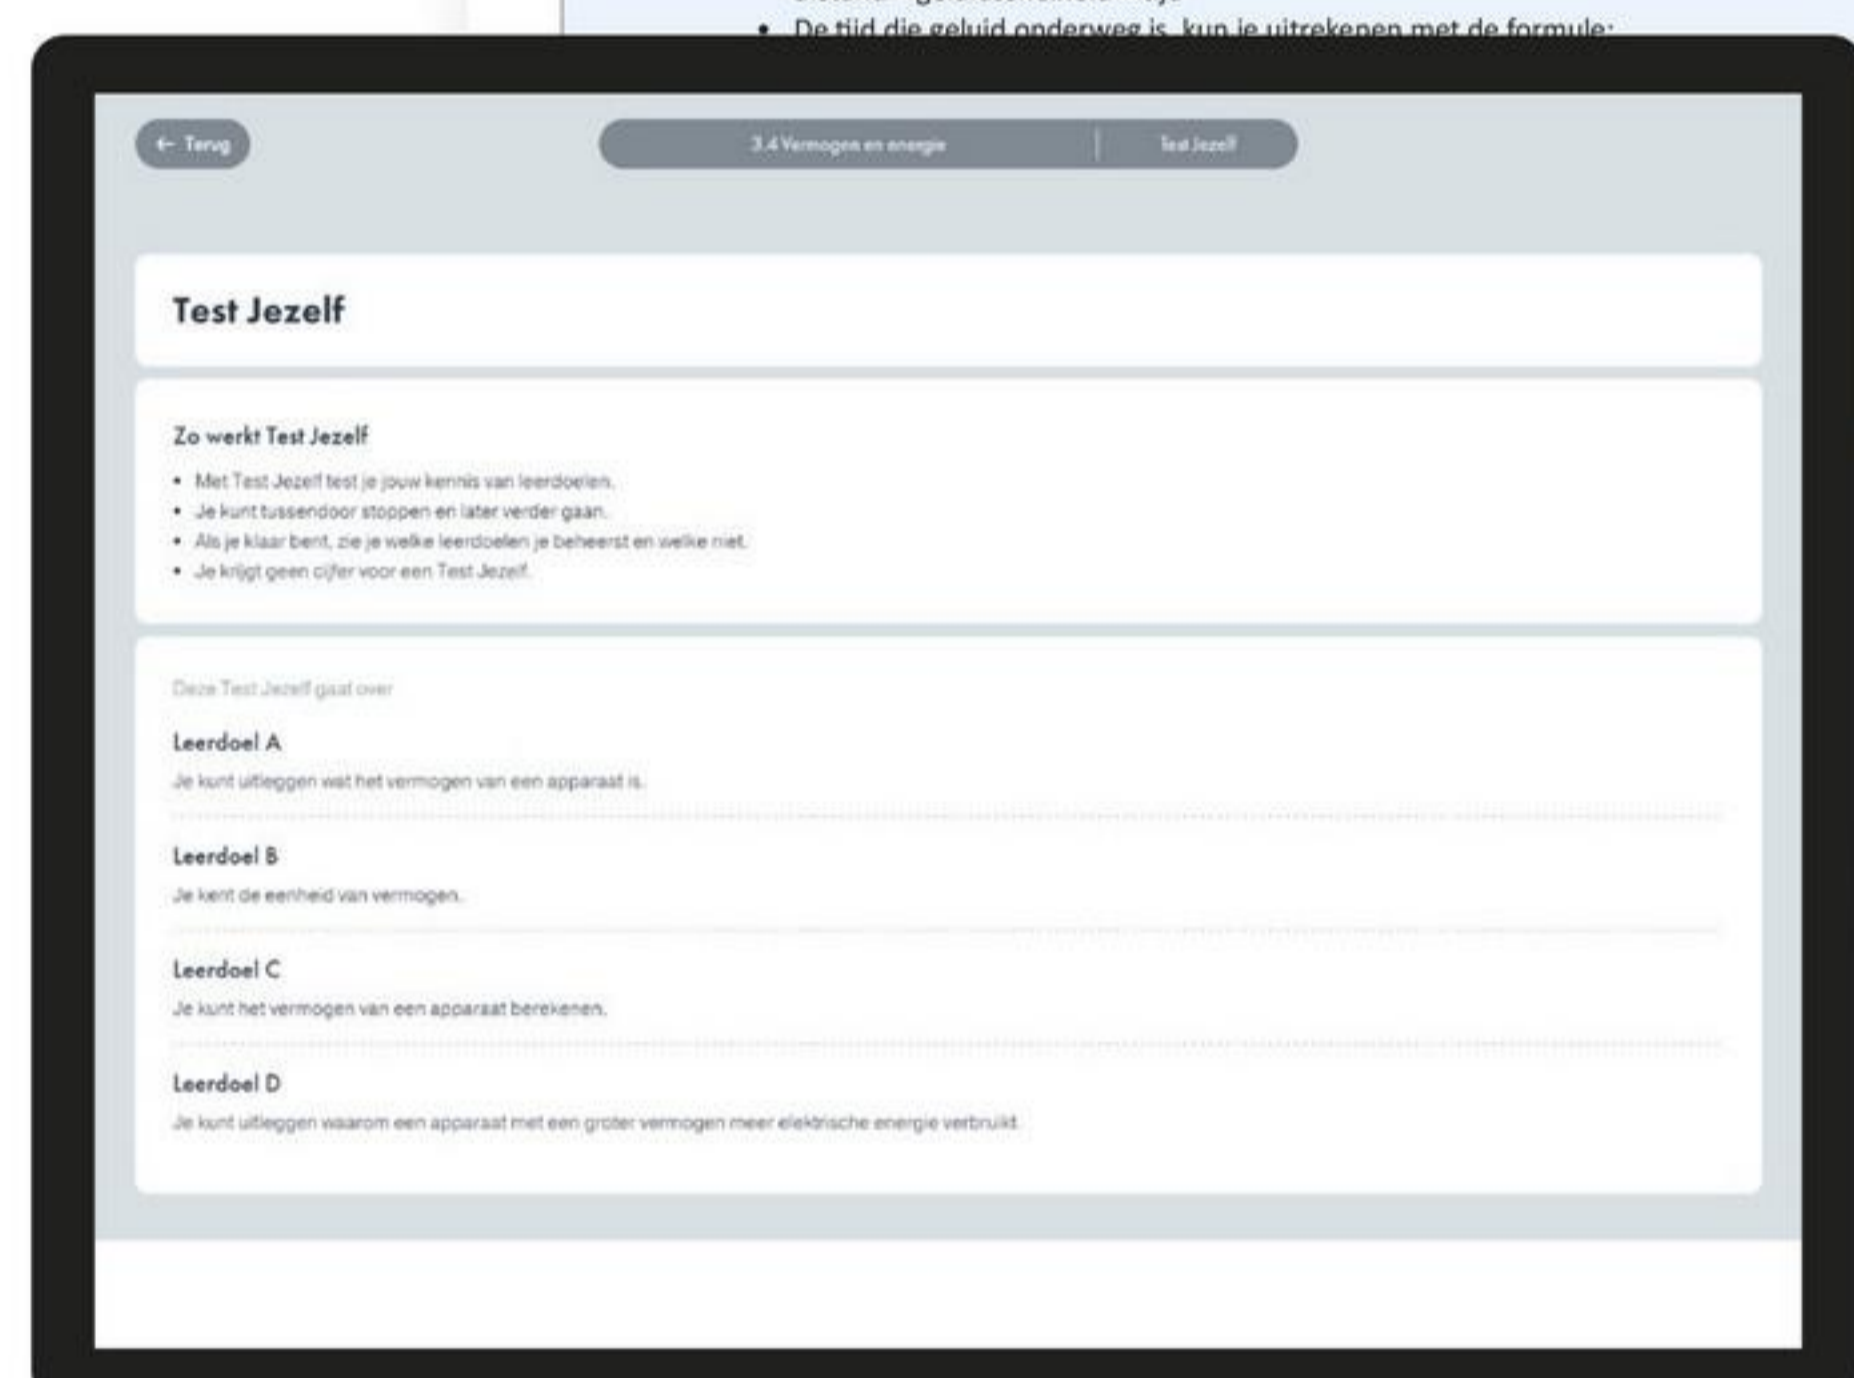 De tijd die geluid onderweg is, kun je uitrekenen met de formule:
← Terug
3.4 Vermogen en energie
Test Jezelf
Test Jezelf
Zo werkt Test Jezelf
• Met Test Jezelf test je jouw kennis van leerdoelen.
• Je kunt tussendoor stoppen en later verder gaan.
• Als je klaar bent, zie je welke leerdoelen je beheerst en welke niet.
• Je krijgt geen cijfer voor een Test Jezelf.
Deze Test Jezelf gaat over
Leerdoel A
Je kunt uitleggen wat het vermogen van een apparaat is.
Leerdoel B
Je kent de eenheid van vermogen.
Leerdoel C
Je kunt het vermogen van een apparaat berekenen.
Leerdoel D
Je kunt uitleggen waarom een apparaat met een groter vermogen meer elektrische energie verbruikt.